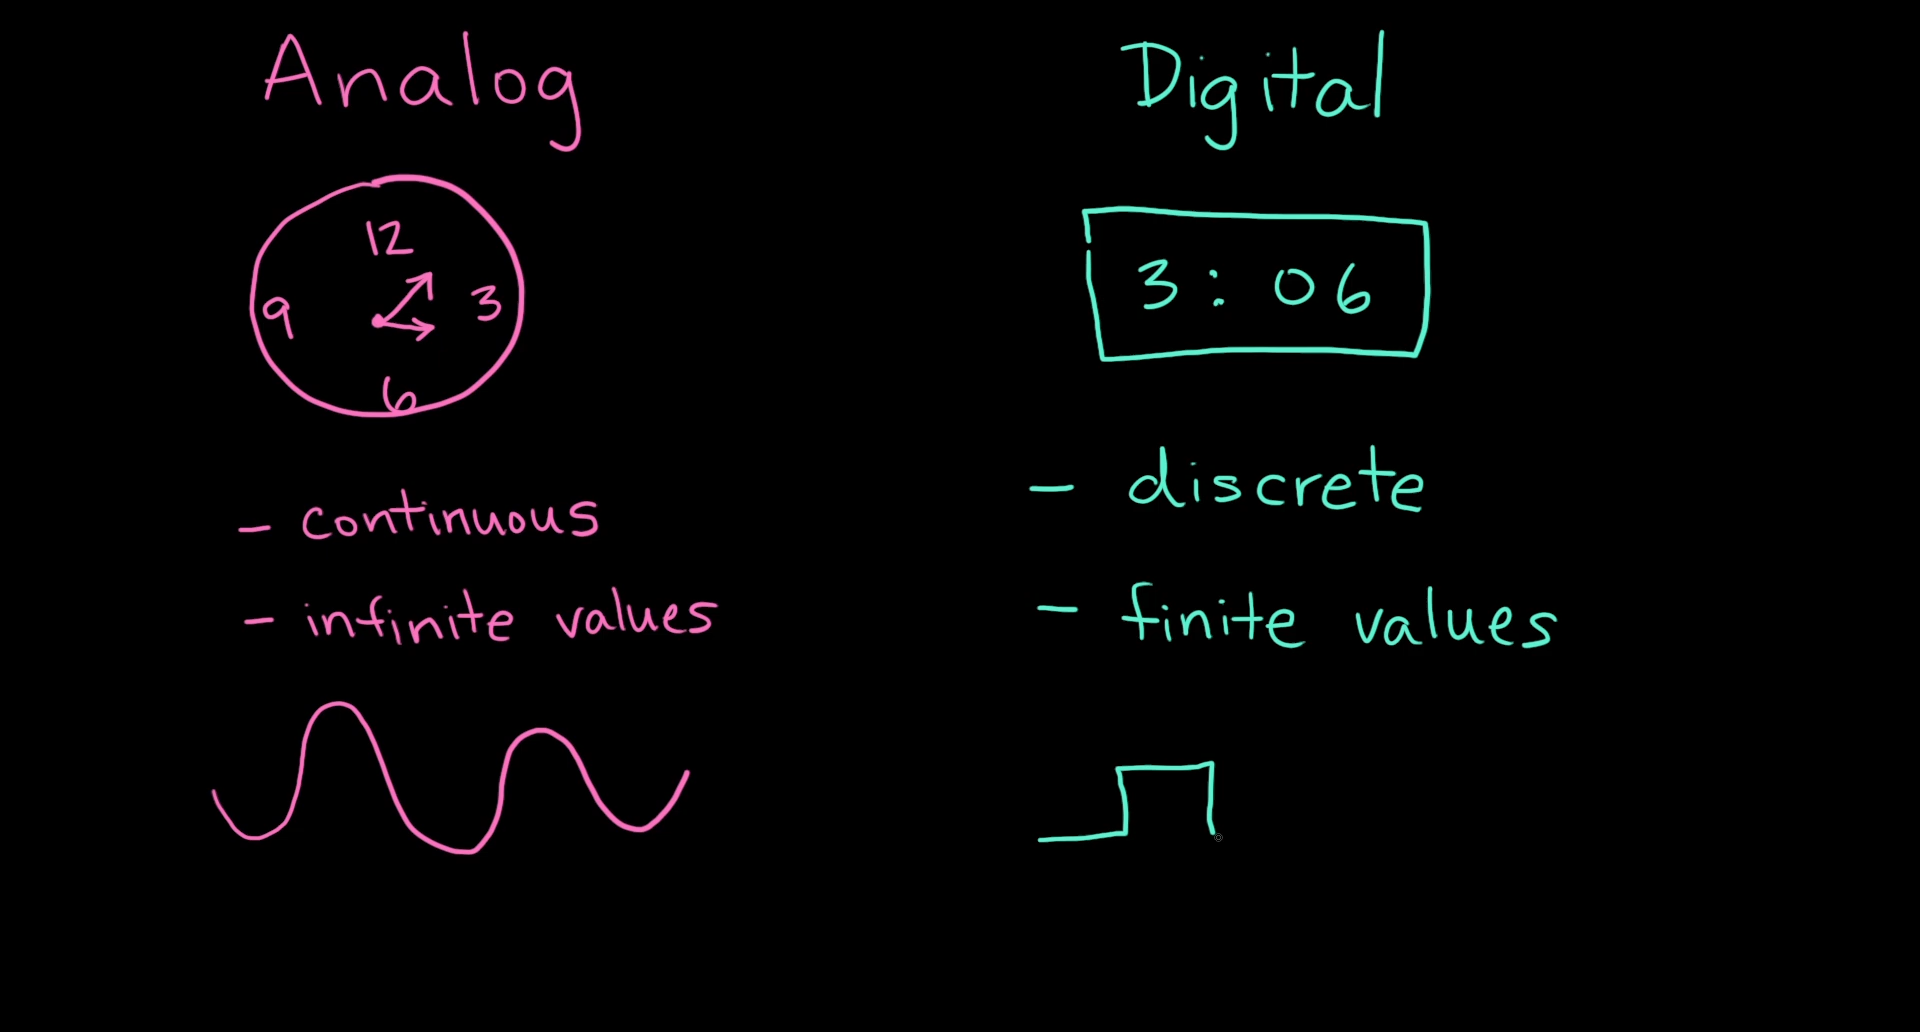 Analog
12
9 3
6
- continuous
- infinite values
Digital
3:06
- discrete
- finite values